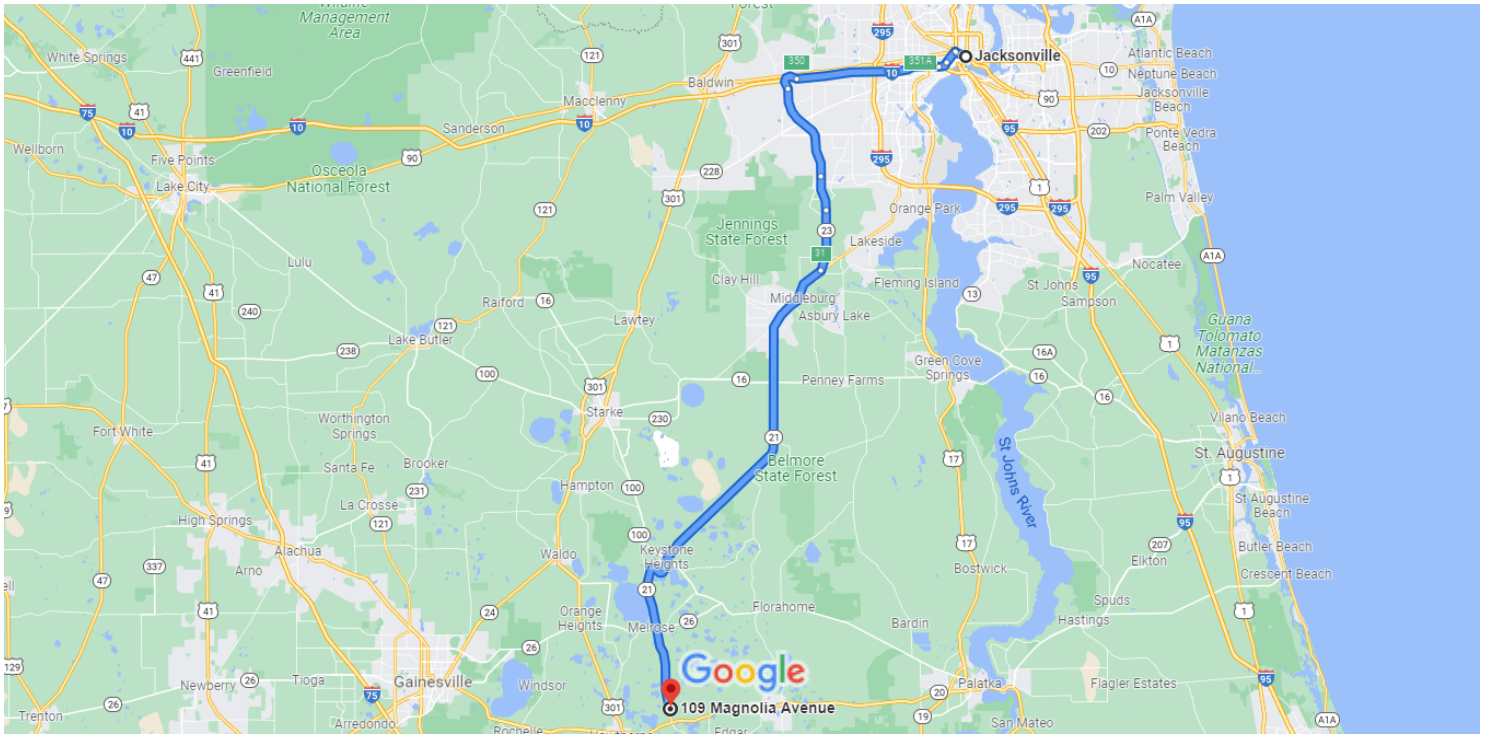 Wildlife
Management
Area
Forest
A1A
White Springs
441
121
301
295
Jacksonville
Atlantic Beach
Greenfield
350
351A
10
10
Neptune Beach
Baldwin
Jacksonville
Beach
Macclenny
90
75
41
10
10
Sanderson
10
95
202
Ponte Vedra
Beach
Wellborn
Five Points
90
295
Osceola
National Forest
228
Lake City
301
1
Palm Valley
121
Orange Park
295
295
Jennings
State Forest
23
Lakeside
Lulu
31
A1A
47
Clay Hill
Fleming Island
95
Nocatee
41
Raiford
16
Middleburg
13
St Johns
Sampson
240
Lawtey
Asbury Lake
121
Guana
Tolomato
Matanzas
National...
Lake Butler
238
1
16A
100
16
Penney Farms
Green Cove
Springs
16
301
16
Starke
230
Worthington
Springs
Vilano Beach
Fort White
21
St. Augustine
41
Belmore
State Forest
17
St Johns River
Santa Fe
Brooker
1
231
Hampton
100
St Augustine
Beach
La Crosse
High Springs
121
95
100
17
207
Butler Beach
Alachua
Waldo
Keystone
Heights
Elkton
337
Arno
47
Bostwick
Crescent Beach
21
24
41
Orange
Heights
26
Florahome
Spuds
1
Melrose
Bardin
Hastings
26
129
Google
95
Newberry
26
Tioga
Gainesville
Windsor
20
Palatka
Flagler Estates
75
26
301
109 Magnolia Avenue
Trenton
Arredondo
19
San Mateo
A1A
Rochelle
Hawthorne
Edgar